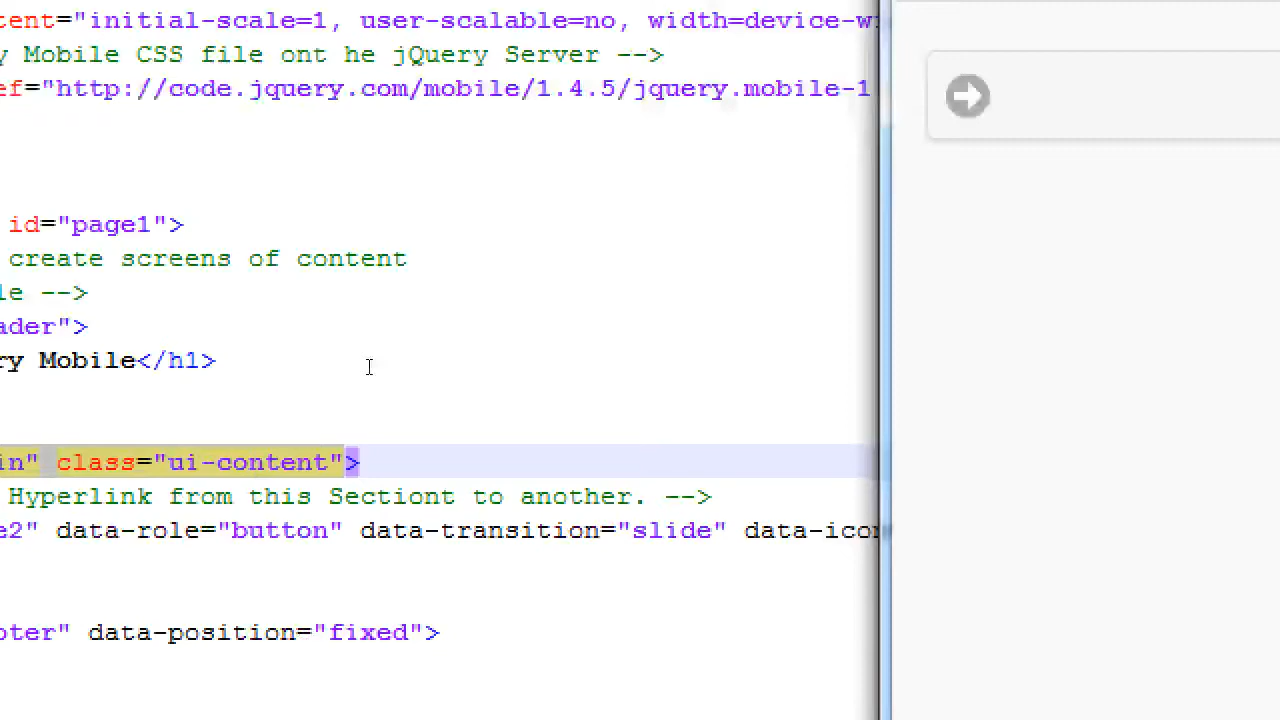 tent="initial-scale=1, user-scalable=no, width=device-w
y Mobile CSS file ont he jQuery Server -->
ef="http://code.jquery.com/mobile/1.4.5/jquery.mobile-1
id="page1">
create screens of content
le -->
ader">
ry Mobile</h1>
in" class="ui-content">
Hyperlink from this Sectiont to another. -->
e2" data-role="button" data-transition="slide" data-icon
oter" data-position="fixed">